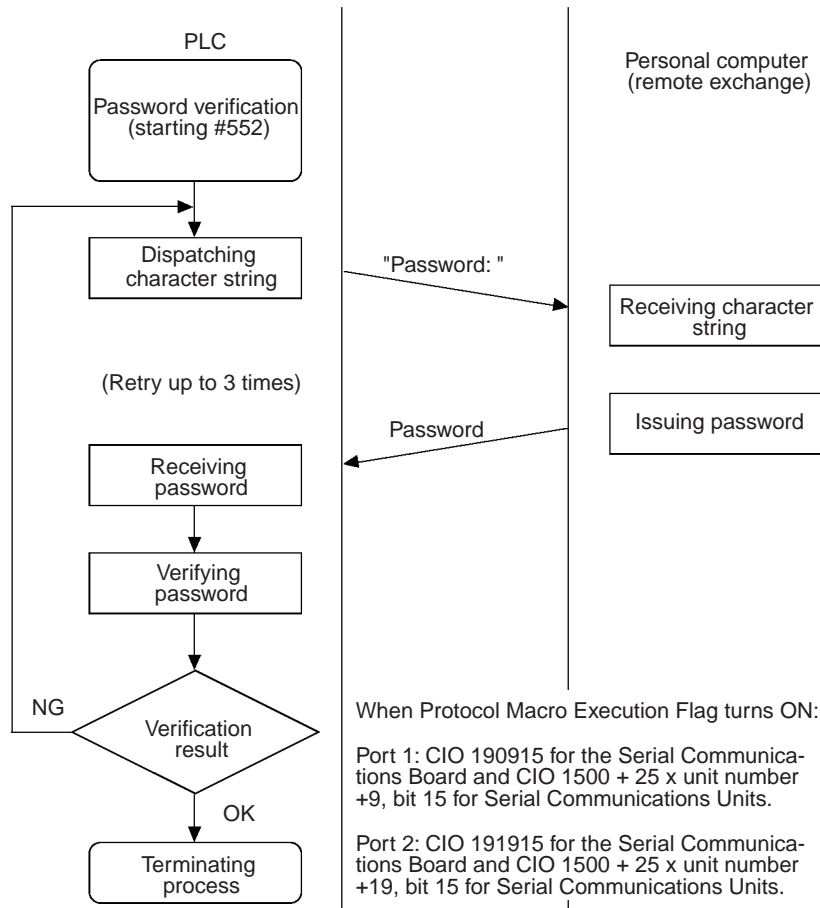 PLC
Personal computer
(remote exchange)
Password verification
(starting #552)
Dispatching
character string
"Password: "
Receiving character
string
(Retry up to 3 times)
Issuing password
Password
Receiving
password
Verifying
password
NG
Verification
result
OK
Terminating
process
When Protocol Macro Execution Flag turns ON:
Port 1: CIO 190915 for the Serial Communica-
tions Board and CIO 1500 + 25 x unit number
+9, bit 15 for Serial Communications Units.
Port 2: CIO 191915 for the Serial Communica-
tions Board and CIO 1500 + 25 x unit number
+19, bit 15 for Serial Communications Units.